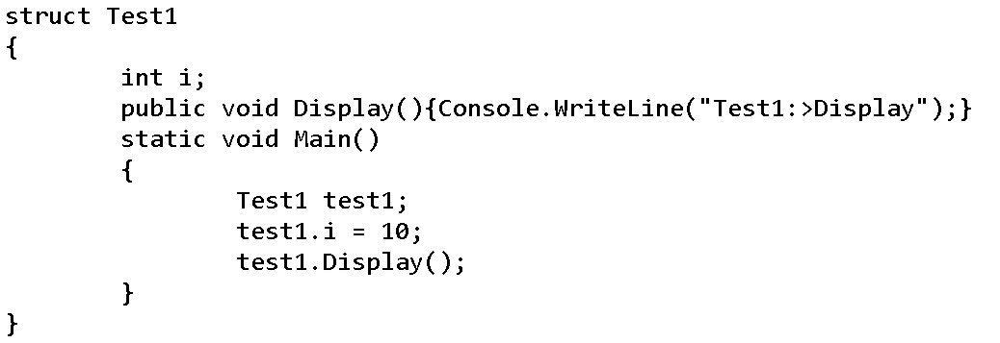 struct Test1
{
int i;
public void Display(){Console.WriteLine("Test1:>Display");}
static void Main()
{
Test1 test1;
test1.i = 10;
test1.Display();
}
}